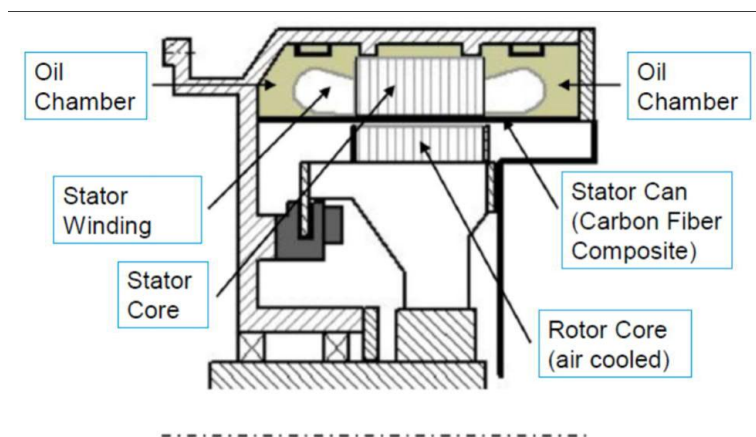 Oil
Chamber
Oil
Chamber
Stator
Winding
Stator Can
(Carbon Fiber
Composite)
Stator
Core
Rotor Core
(air cooled)